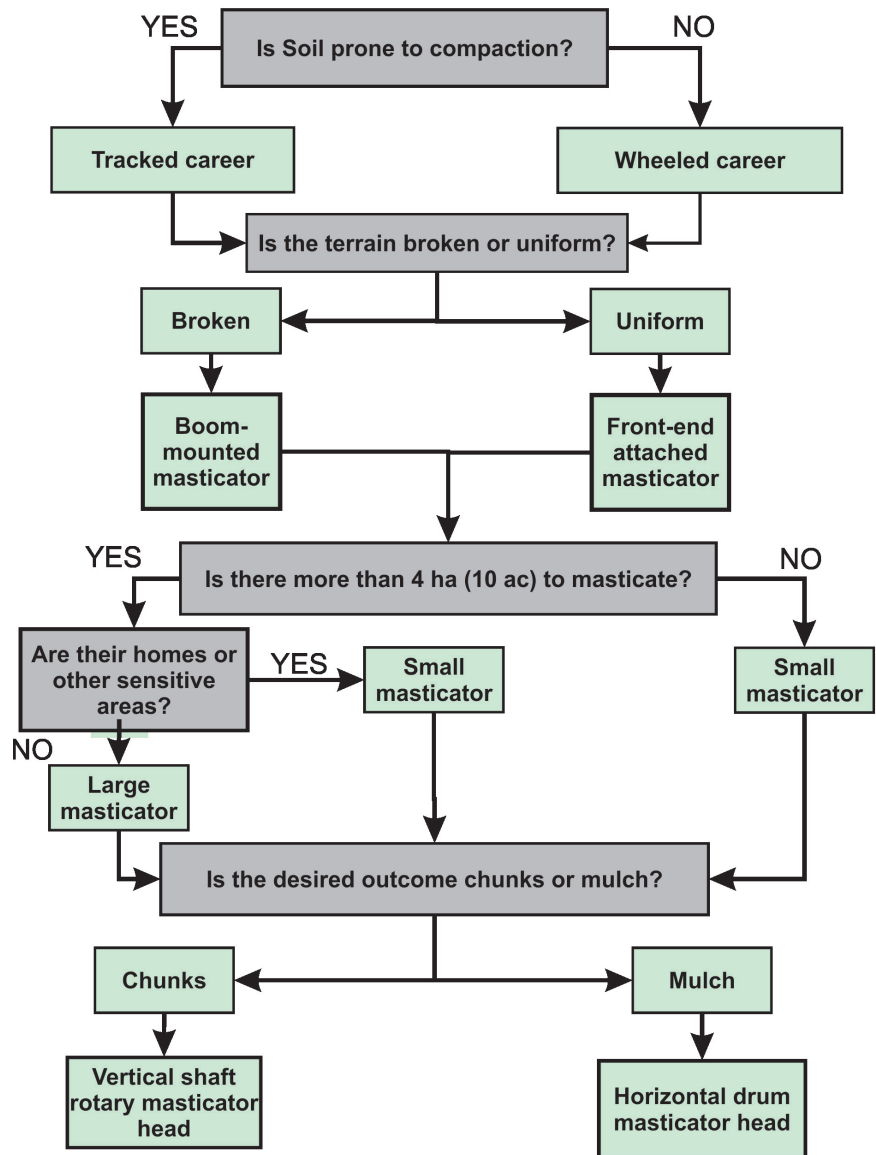 YES
Is Soil prone to compaction?
NO
Tracked career
Wheeled career
Is the terrain broken or uniform?
Broken
Uniform
Boom-
mounted
masticator
Front-end
attached
masticator
YES
Is there more than 4 ha (10 ac) to masticate?
NO
Are their homes or
other sensitive
areas?
YES
Small
masticator
Small
masticator
NO
Large
masticator
Is the desired outcome chunks or mulch?
Chunks
Mulch
Vertical shaft
rotary masticator
head
Horizontal drum
masticator head